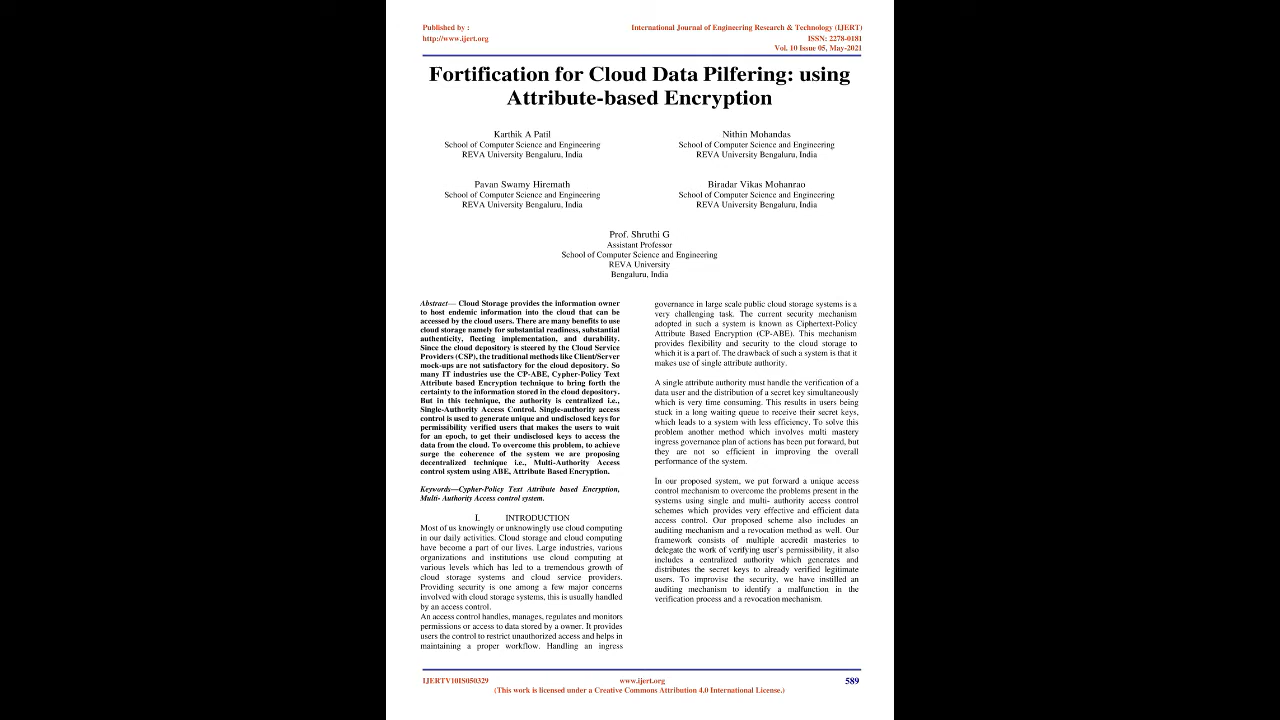 Published by :
http://www.ijert.org
International Journal of Engineering Research & Technology (IJERT)
ISSN: 2278-0181
Vol. 10 Issue 05, May-2021
Fortification for Cloud Data Pilfering: using
Attribute-based Encryption
Karthik A Patil
School of Computer Science and Engineering
REVA University Bengaluru, India
Nithin Mohandas
School of Computer Science and Engineering
REVA University Bengaluru, India
Pavan Swamy Hiremath
School of Computer Science and Engineering
REVA University Bengaluru, India
Biradar Vikas Mohanrao
School of Computer Science and Engineering
REVA University Bengaluru, India
Prof. Shruthi G
Assistant Professor
School of Computer Science and Engineering
REVA University
Bengaluru, India
Abstract— Cloud Storage provides the information owner
to host endemic information into the cloud that can be
accessed by the cloud users. There are many benefits to use
cloud storage namely for substantial readiness, substantial
authenticity, flecting implementation, and durability.
Since the cloud depository is steered by the Cloud Service
Providers (CSP), the traditional methods like Client/Server
mock-ups are not satisfactory for the cloud depository. So
many IT industries use the CP-ABE, Cypher-Policy Text
Attribute based Encryption technique to bring forth the
certainty to the information stored in the cloud depository.
But in this technique, the authority is centralized i.e.,
Single-Authority Access Control. Single-authority access
control is used to generate unique and undisclosed keys for
permissibility verified users that makes the users to wait
for an epoch, to get their undisclosed keys to access the
data from the cloud. To overcome this problem, to achieve
surge the coherence of the system we are proposing
decentralized technique i.e., Multi-Authority Access
control system using ABE, Attribute Based Encryption.
Keywords—Cypher-Policy Text Attribute based Encryption,
Multi- Authority Access control system.
I. INTRODUCTION
Most of us knowingly or unknowingly use cloud computing
in our daily activities. Cloud storage and cloud computing
have become a part of our lives. Large industries, various
organizations and institutions use cloud computing at
various levels which has led to a tremendous growth of
cloud storage systems and cloud service providers.
Providing security is one among a few major concerns
involved with cloud storage systems, this is usually handled
by an access control.
An access control handles, manages, regulates and monitors
permissions or access to data stored by a owner. It provides
users the control to restrict unauthorized access and helps in
maintaining a proper workflow. Handling an ingress
governance in large scale public cloud storage systems is a
very challenging task. The current security mechanism
adopted in such a system is known as Ciphertext-Policy
Attribute Based Encryption (CP-ABE). This mechanism
provides flexibility and security to the cloud storage to
which it is a part of. The drawback of such a system is that it
makes use of single attribute authority.
A single attribute authority must handle the verification of a
data user and the distribution of a secret key simultaneously
which is very time consuming. This results in users being
stuck in a long waiting queue to receive their secret keys,
which leads to a system with less efficiency. To solve this
problem another method which involves multi mastery
ingress governance plan of actions has been put forward, but
they are not so efficient in improving the overall
performance of the system.
In our proposed system, we put forward a unique access
control mechanism to overcome the problems present in the
systems using single and multi- authority access control
schemes which provides very effective and efficient data
access control. Our proposed scheme also includes an
auditing mechanism and a revocation method as well. Our
framework consists of multiple accredit masteries to
delegate the work of verifying user's permissibility, it also
includes a centralized authority which generates and
distributes the secret keys to already verified legitimate
users. To improvise the security, we have instilled an
auditing mechanism to identify a malfunction in the
verification process and a revocation mechanism.
IJERTV10IS050329
www.ijert.org
589
(This work is licensed under a Creative Commons Attribution 4.0 International License.)